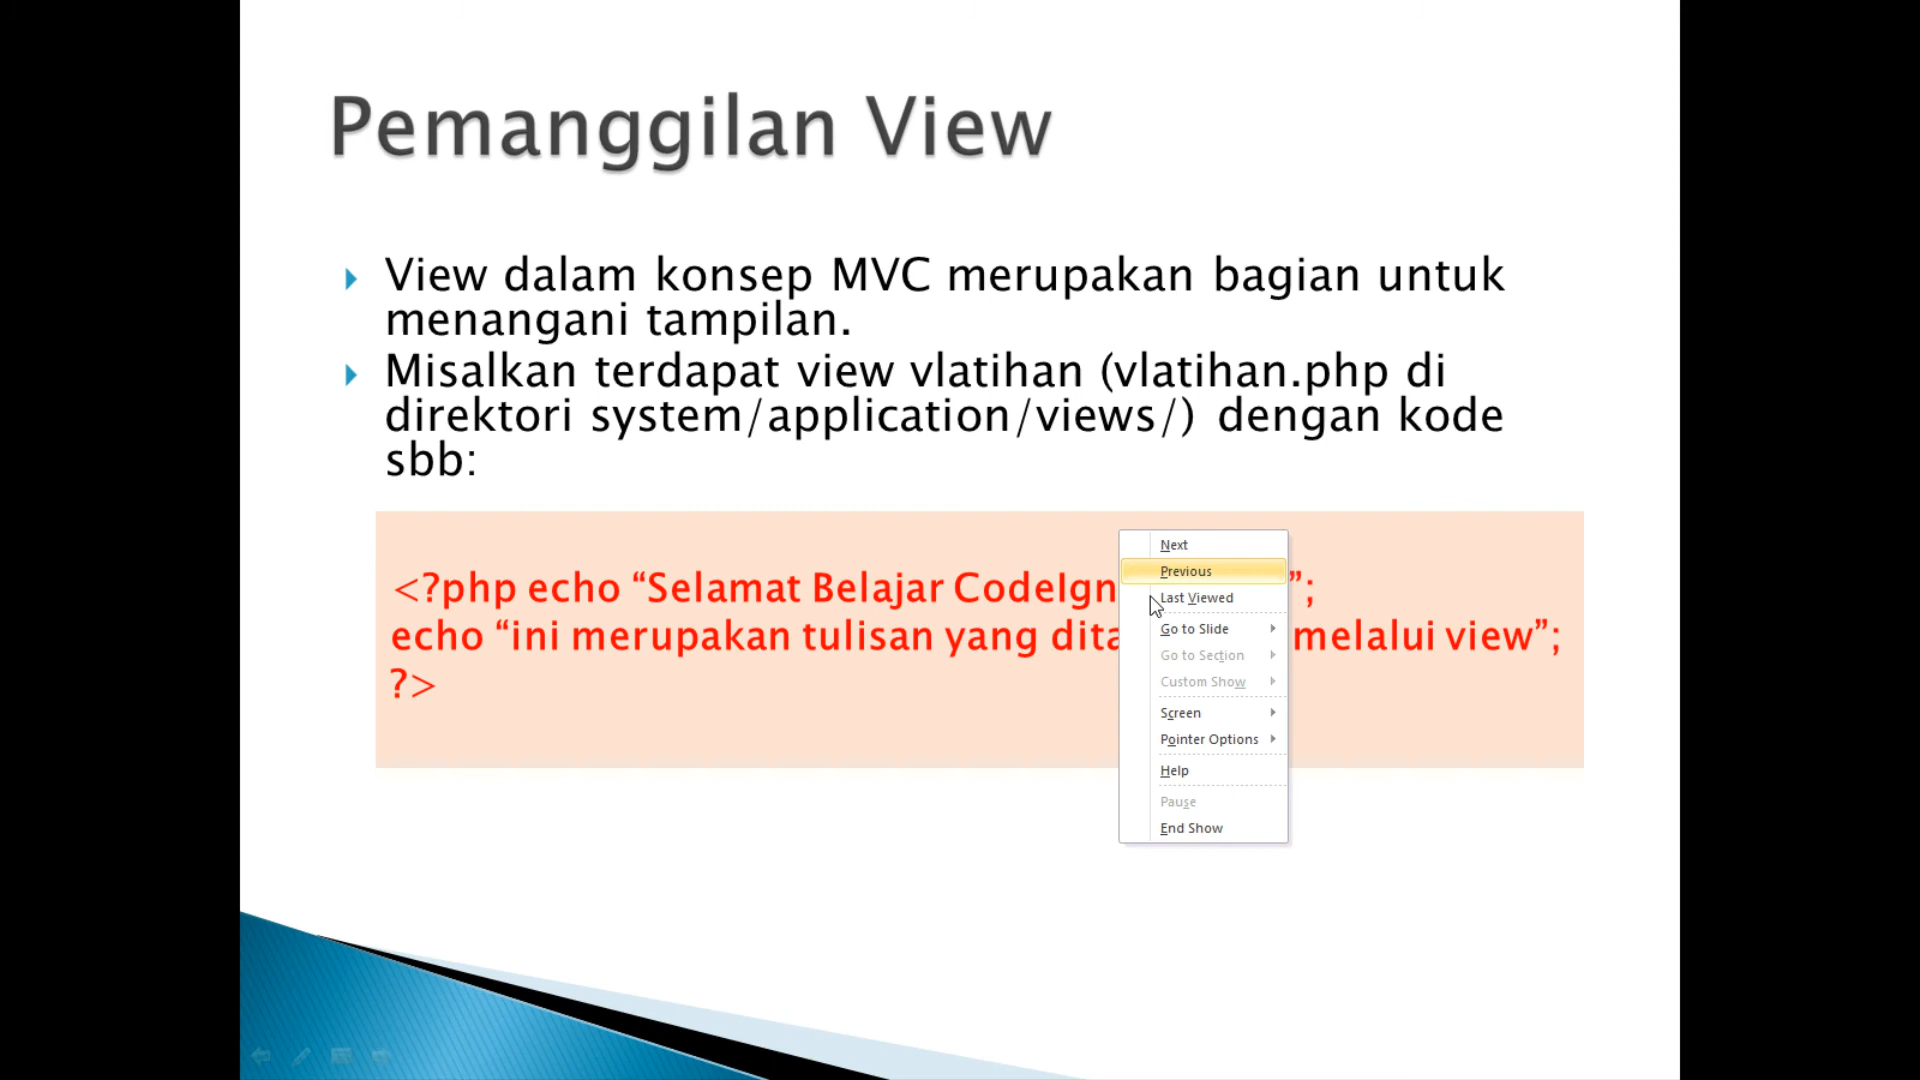 Pemanggilan View
View dalam konsep MVC merupakan bagian untuk
menangani tampilan.
Misalkan terdapat view vlatihan (vlatihan.php di
direktori system/application/views/) dengan kode
sbb:
<?php echo “Selamat Belajar CodeIgn ”;
echo “ini merupakan tulisan yang dita melalui view”;
?>
Next
Previous
Last Viewed
Go to Slide
Go to Section
Custom Show
Screen
Pointer Options
Help
Pause
End Show